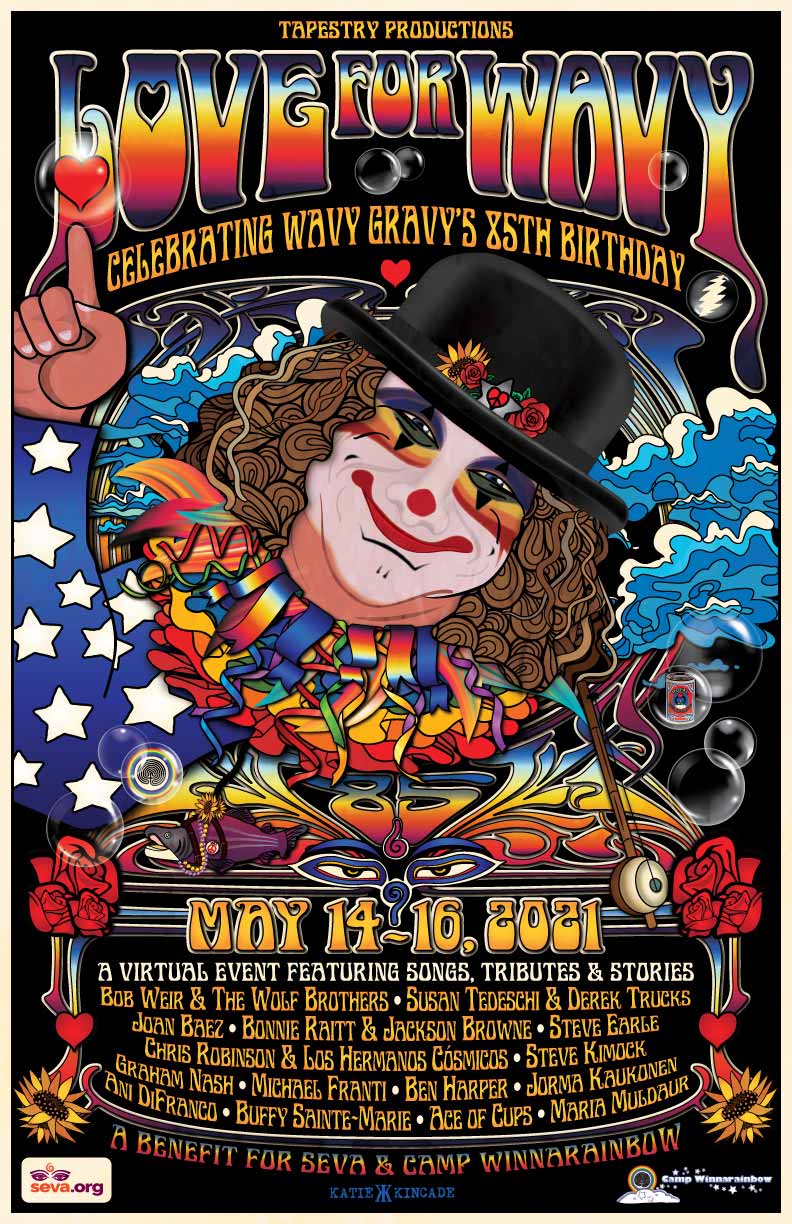 TAPESTRY PRODUCTIONS
LOVE FOR WAVY
CELEBRATING WAVY GRAVY'S 85TH BIRTHDAY
85
MAY 14~16, 2021
A VIRTUAL EVENT FEATURING SONGS, TRIBUTES & STORIES
BOB WEIR & THE WOLF BROTHERS • SUSAN TEDESCHI & DEREK TRUCKS
JOAN BAEZ • BONNIE RAITT & JACKSON BROWNE • STEVE EARLE
CHRIS ROBINSON & LOS HERMANOS CÓSMICOS • STEVE KIMOCK
GRAHAM NASH • MICHAEL FRANTI • BEN HARPER • JORMA KAUKONEN
ANI DIFRANCO • BUFFY SAINTE-MARIE • ACE OF CUPS • MARIA MULDAUR
A BENEFIT FOR SEVA & CAMP WINNARAINBOW
seva.org
KATIE KINCADE
Camp Winnarainbow